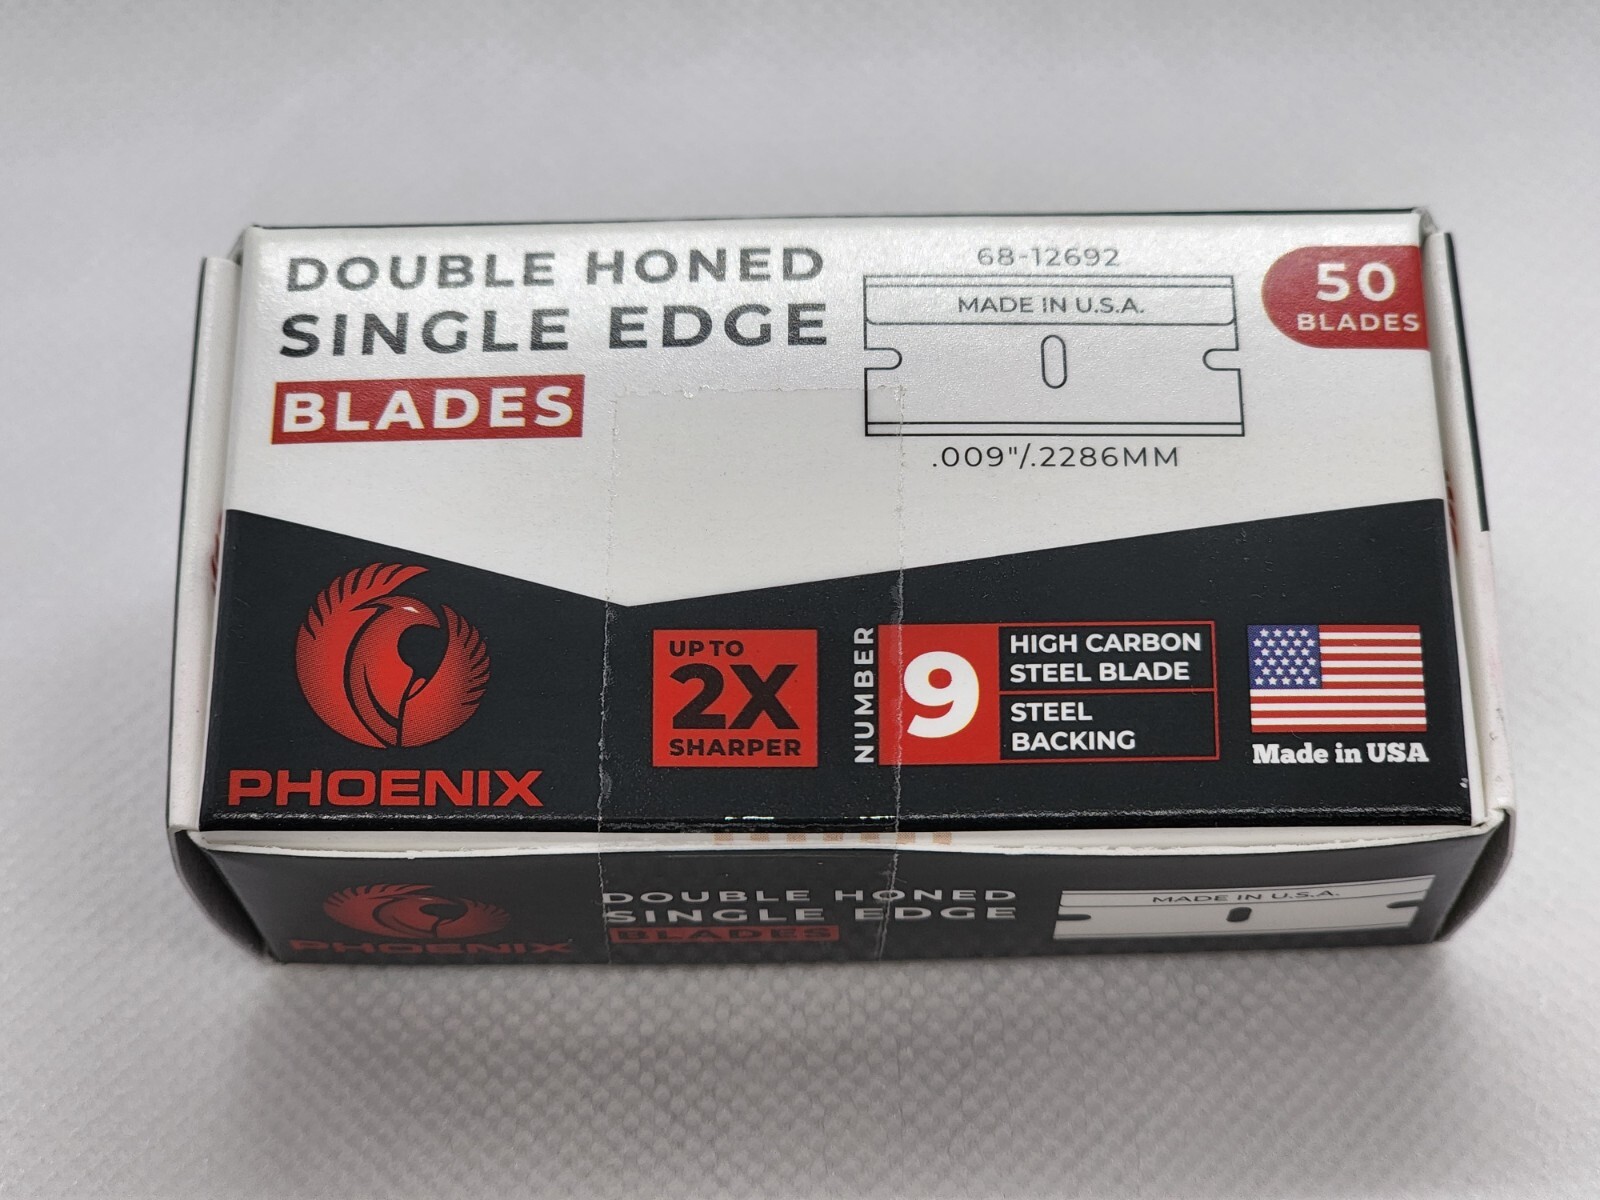 DOUBLE HONED
SINGLE EDGE
BLADES
68-12692
MADE IN U.S.A.
.009"/.2286MM
50
BLADES
PHOENIX
UP TO
2X
SHARPER
NUMBER
9
HIGH CARBON
STEEL BLADE
STEEL
BACKING
Made in USA
PHOENIX
DOUBLE HONED
SINGLE EDGE
BLADES
MADE IN U.S.A.